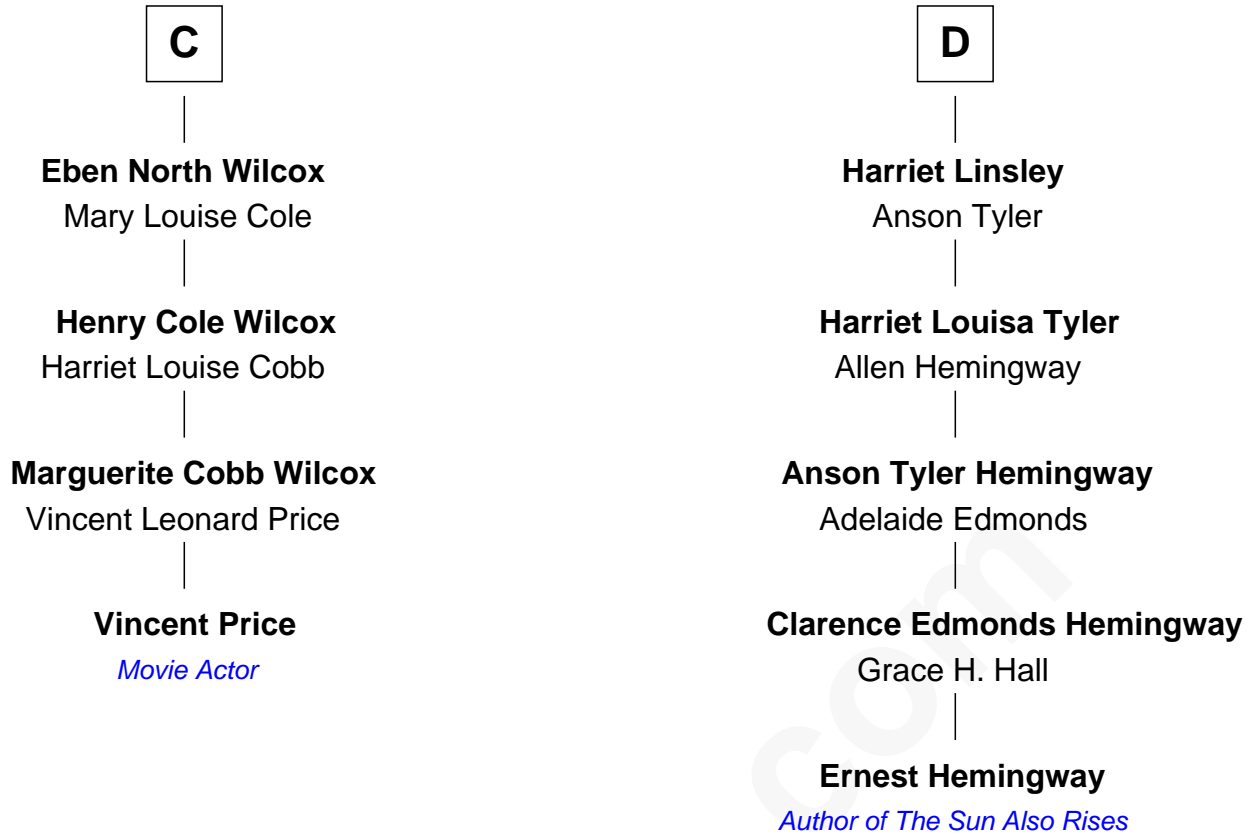 C
Eben North Wilcox
Mary Louise Cole
Henry Cole Wilcox
Harriet Louise Cobb
Marguerite Cobb Wilcox
Vincent Leonard Price
Vincent Price
Movie Actor
D
Harriet Linsley
Anson Tyler
Harriet Louisa Tyler
Allen Hemingway
Anson Tyler Hemingway
Adelaide Edmonds
Clarence Edmonds Hemingway
Grace H. Hall
Ernest Hemingway
Author of The Sun Also Rises
com